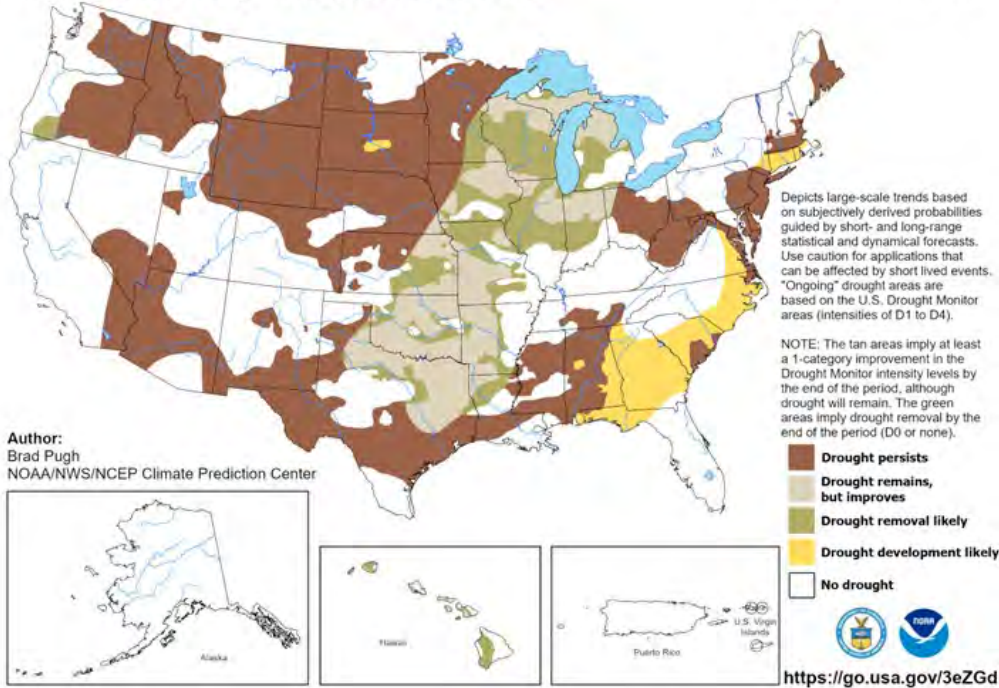 Depicts large-scale trends based
on subjectively derived probabilities
guided by short- and long-range
statistical and dynamical forecasts.
Use caution for applications that
can be affected by short lived events.
"Ongoing" drought areas are
based on the U.S. Drought Monitor
areas (intensities of D1 to D4).
NOTE: The tan areas imply at least
a 1-category improvement in the
Drought Monitor intensity levels by
the end of the period, although
drought will remain. The green
areas imply drought removal by the
end of the period (D0 or none).
Author:
Brad Pugh
NOAA/NWS/NCEP Climate Prediction Center
Drought persists
Drought remains,
but improves
Drought removal likely
Drought development likely
No drought
Alaska
Hawaii
Puerto Rico
U.S. Virgin
Islands
NOAA
https://go.usa.gov/3eZGd